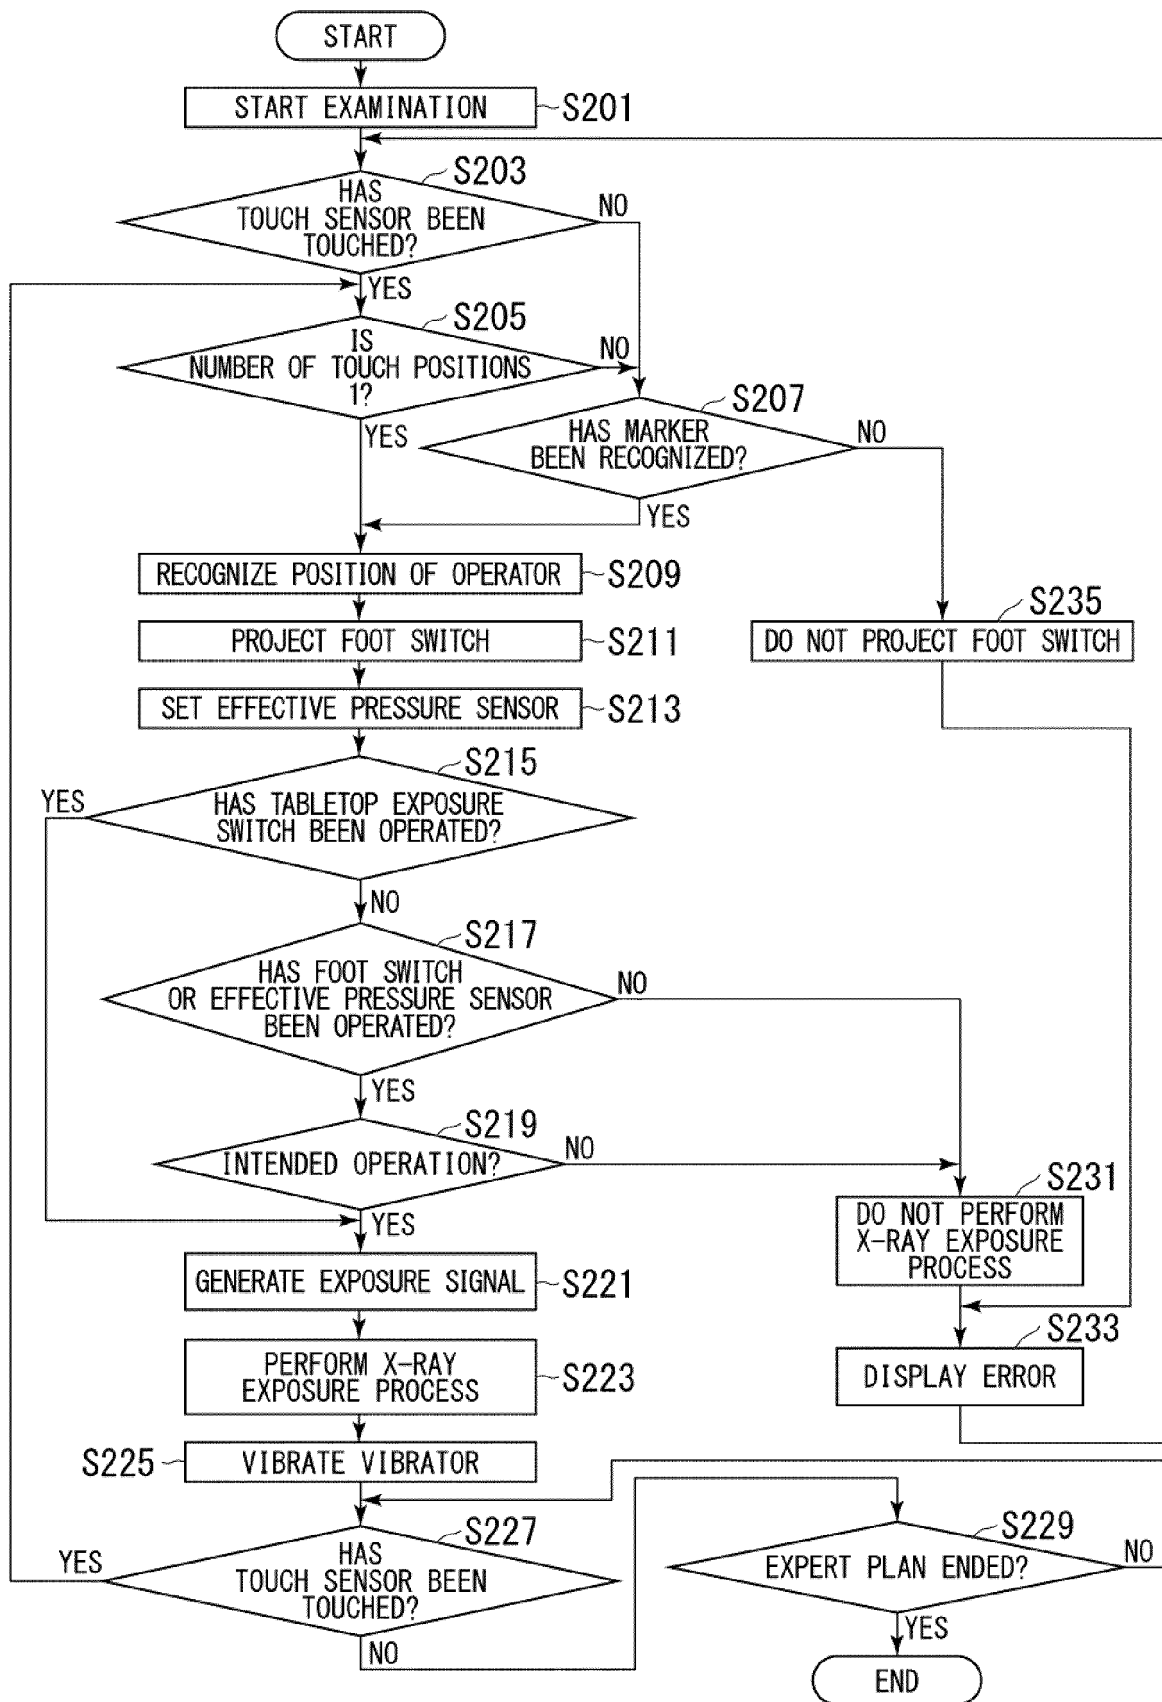 START
START EXAMINATION
S201
S203
HAS
TOUCH SENSOR BEEN
TOUCHED?
NO
YES
S205
IS
NUMBER OF TOUCH POSITIONS
1?
NO
YES
S207
HAS MARKER
BEEN RECOGNIZED?
NO
YES
RECOGNIZE POSITION OF OPERATOR
S209
S235
DO NOT PROJECT FOOT SWITCH
PROJECT FOOT SWITCH
S211
SET EFFECTIVE PRESSURE SENSOR
S213
S215
YES
HAS TABLETOP EXPOSURE
SWITCH BEEN OPERATED?
NO
S217
HAS FOOT SWITCH
OR EFFECTIVE PRESSURE SENSOR
BEEN OPERATED?
NO
YES
S219
INTENDED OPERATION?
NO
YES
S231
DO NOT PERFORM
X-RAY EXPOSURE
PROCESS
GENERATE EXPOSURE SIGNAL
S221
S233
DISPLAY ERROR
PERFORM X-RAY
EXPOSURE PROCESS
S223
S225
VIBRATE VIBRATOR
S227
YES
HAS
TOUCH SENSOR BEEN
TOUCHED?
NO
S229
EXPERT PLAN ENDED?
NO
YES
END